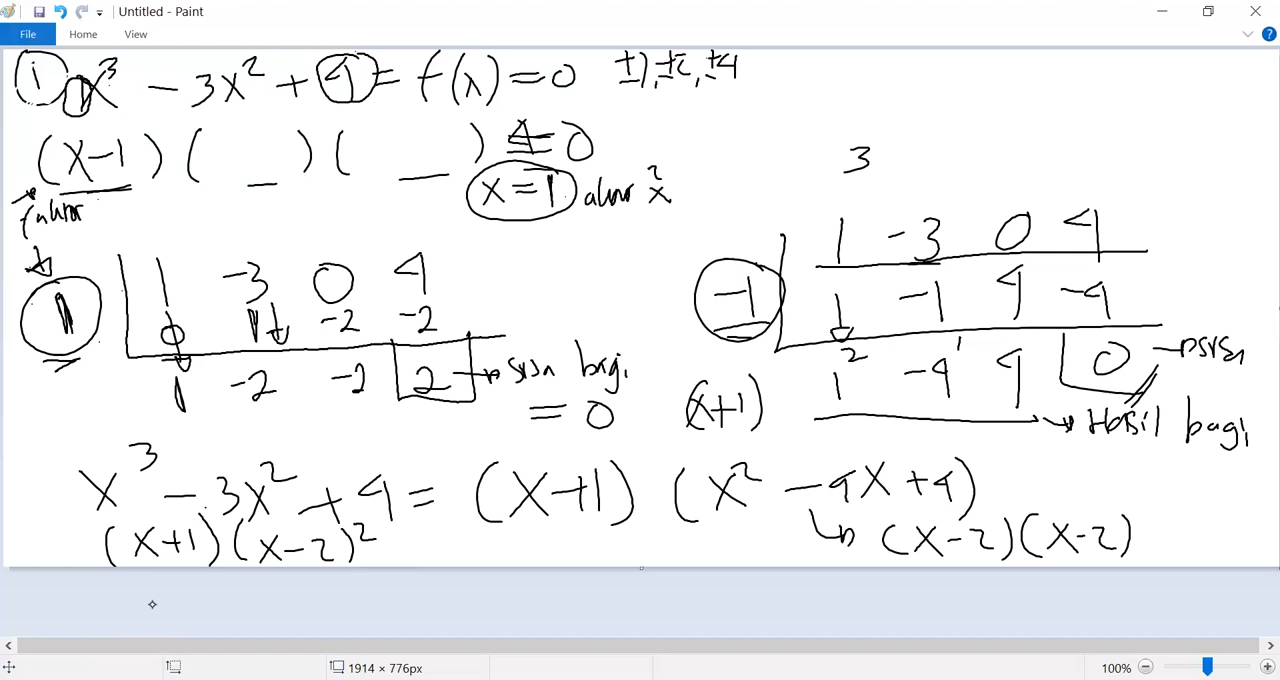 Untitled - Paint
File Home View
① x³ - 3x² + 4 = f(x) = 0 ±1, ±2, ±4
(x-1) ( _ ) ( _ ) = 0
x = 1
3
1 -3 0 4
1 -2 -2
1 -2 -2 2 → sisa bagi
= 0
-1 1 -3 0 4
-1 4 -4
1 -4 4 0
(x+1) → Hasil bagi
x³ - 3x² + 4 = (x+1) (x² - 4x + 4)
(x+1)(x-2)² ↳ (x-2)(x-2)
1914 × 776px 100%